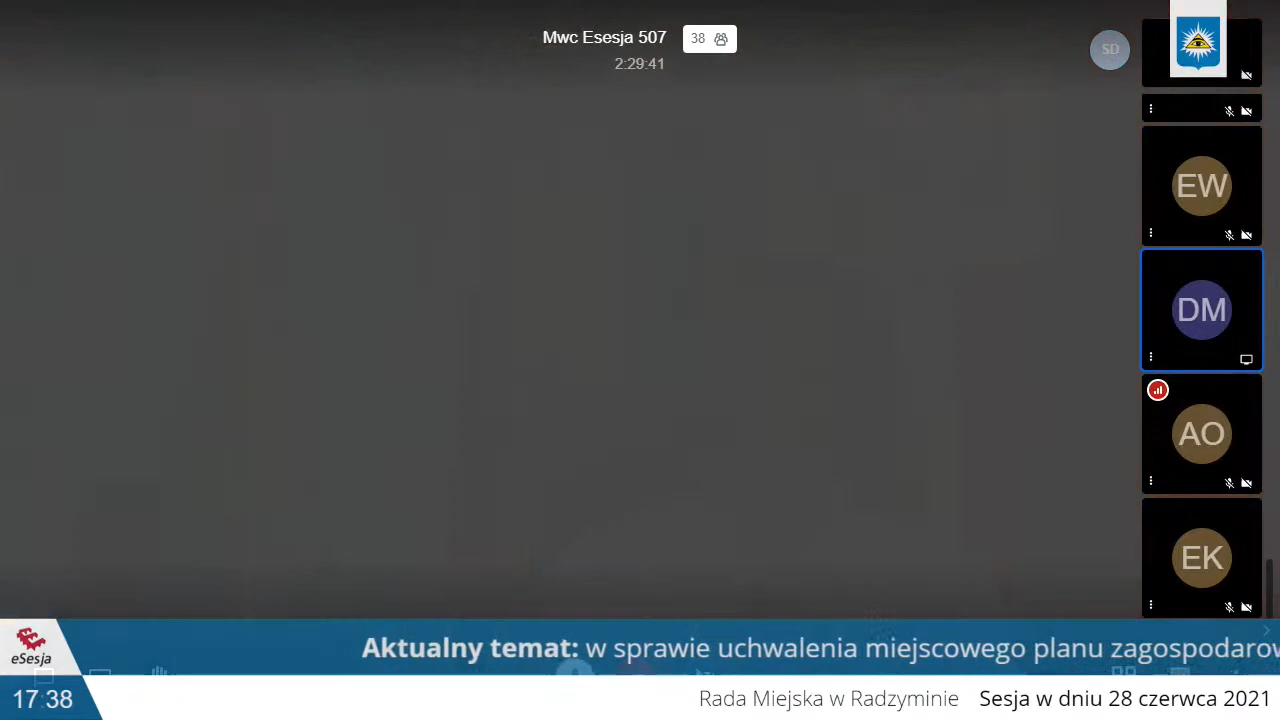 Mwc Esesja 507
38
2:29:41
SD
EW
DM
AO
EK
Aktualny temat: w sprawie uchwalenia miejscowego planu zagospodarow
eSesja
17:38
Rada Miejska w Radzyminie Sesja w dniu 28 czerwca 2021